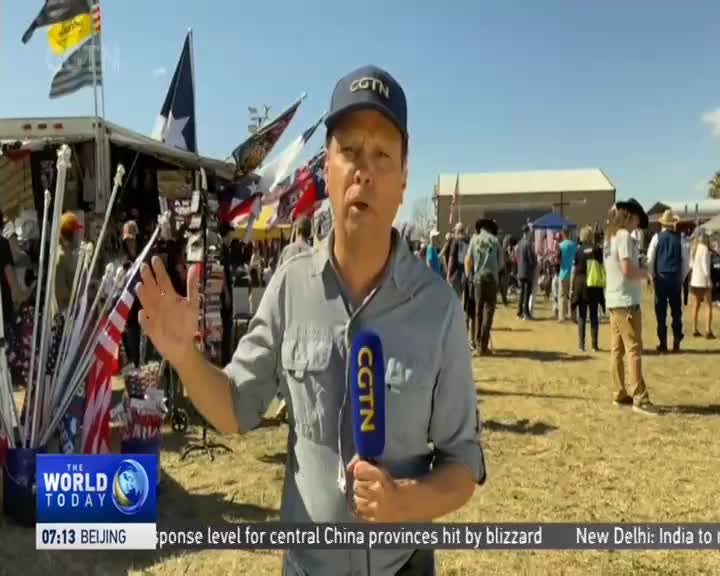 CGTN
CGTN
CGTN
THE
WORLD
TODAY
07:13 BEIJING
sponse level for central China provinces hit by blizzard New Delhi: India to